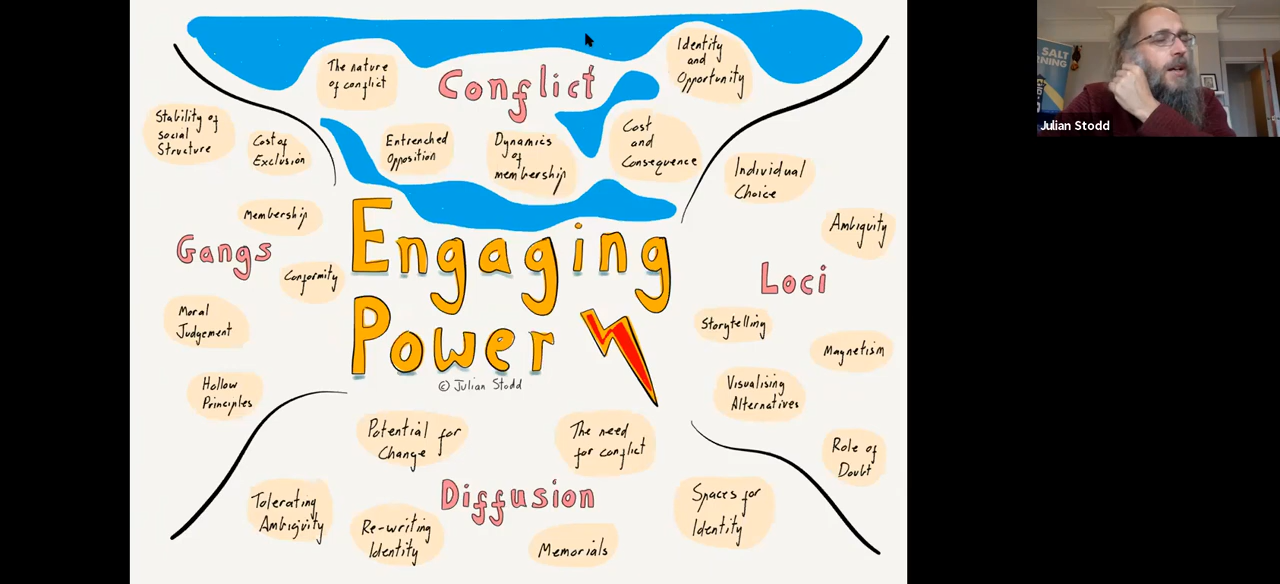 The nature
of conflict
Conflict
Identity
and
Opportunity
Stability of
Social
Structure
Cost of
Exclusion
Entrenched
Opposition
Dynamics
of
membership
Cost
and
Consequence
Individual
Choice
Membership
Ambiguity
Gangs
Conformity
Engaging
Power
© Julian Stodd
Loci
Moral
Judgement
Storytelling
Magnetism
Hollow
Principles
Visualising
Alternatives
Potential for
Change
The need
for conflict
Role of
Doubt
Diffusion
Tolerating
Ambiguity
Re-writing
Identity
Memorials
Spaces for
Identity
SALT
RNING
Julian Stodd